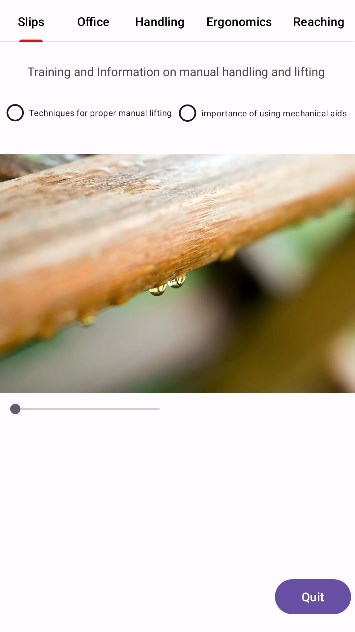 Slips Office Handling Ergonomics Reaching
Training and Information on manual handling and lifting
Techniques for proper manual lifting importance of using mechanical aids
Quit